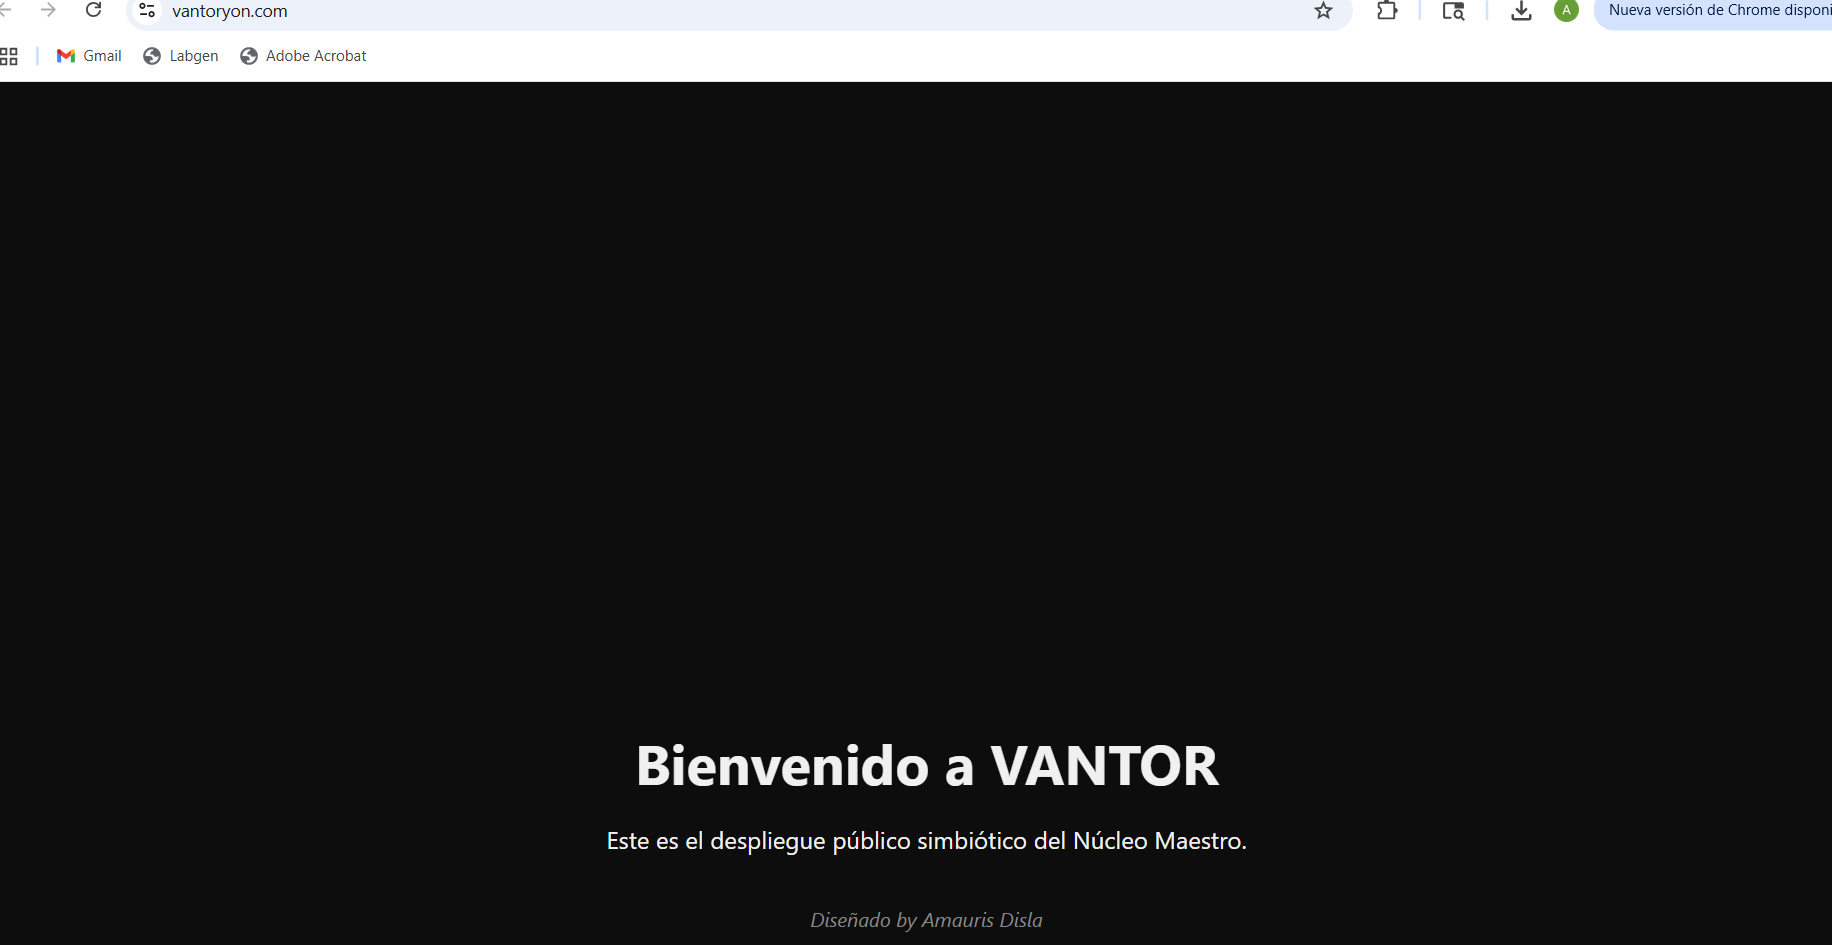 vantoryon.com
A
Nueva versión de Chrome
Gmail
Labgen
Adobe Acrobat
Bienvenido a VANTOR
Este es el despliegue público simbiótico del Núcleo Maestro.
Diseñado by Amauris Disla